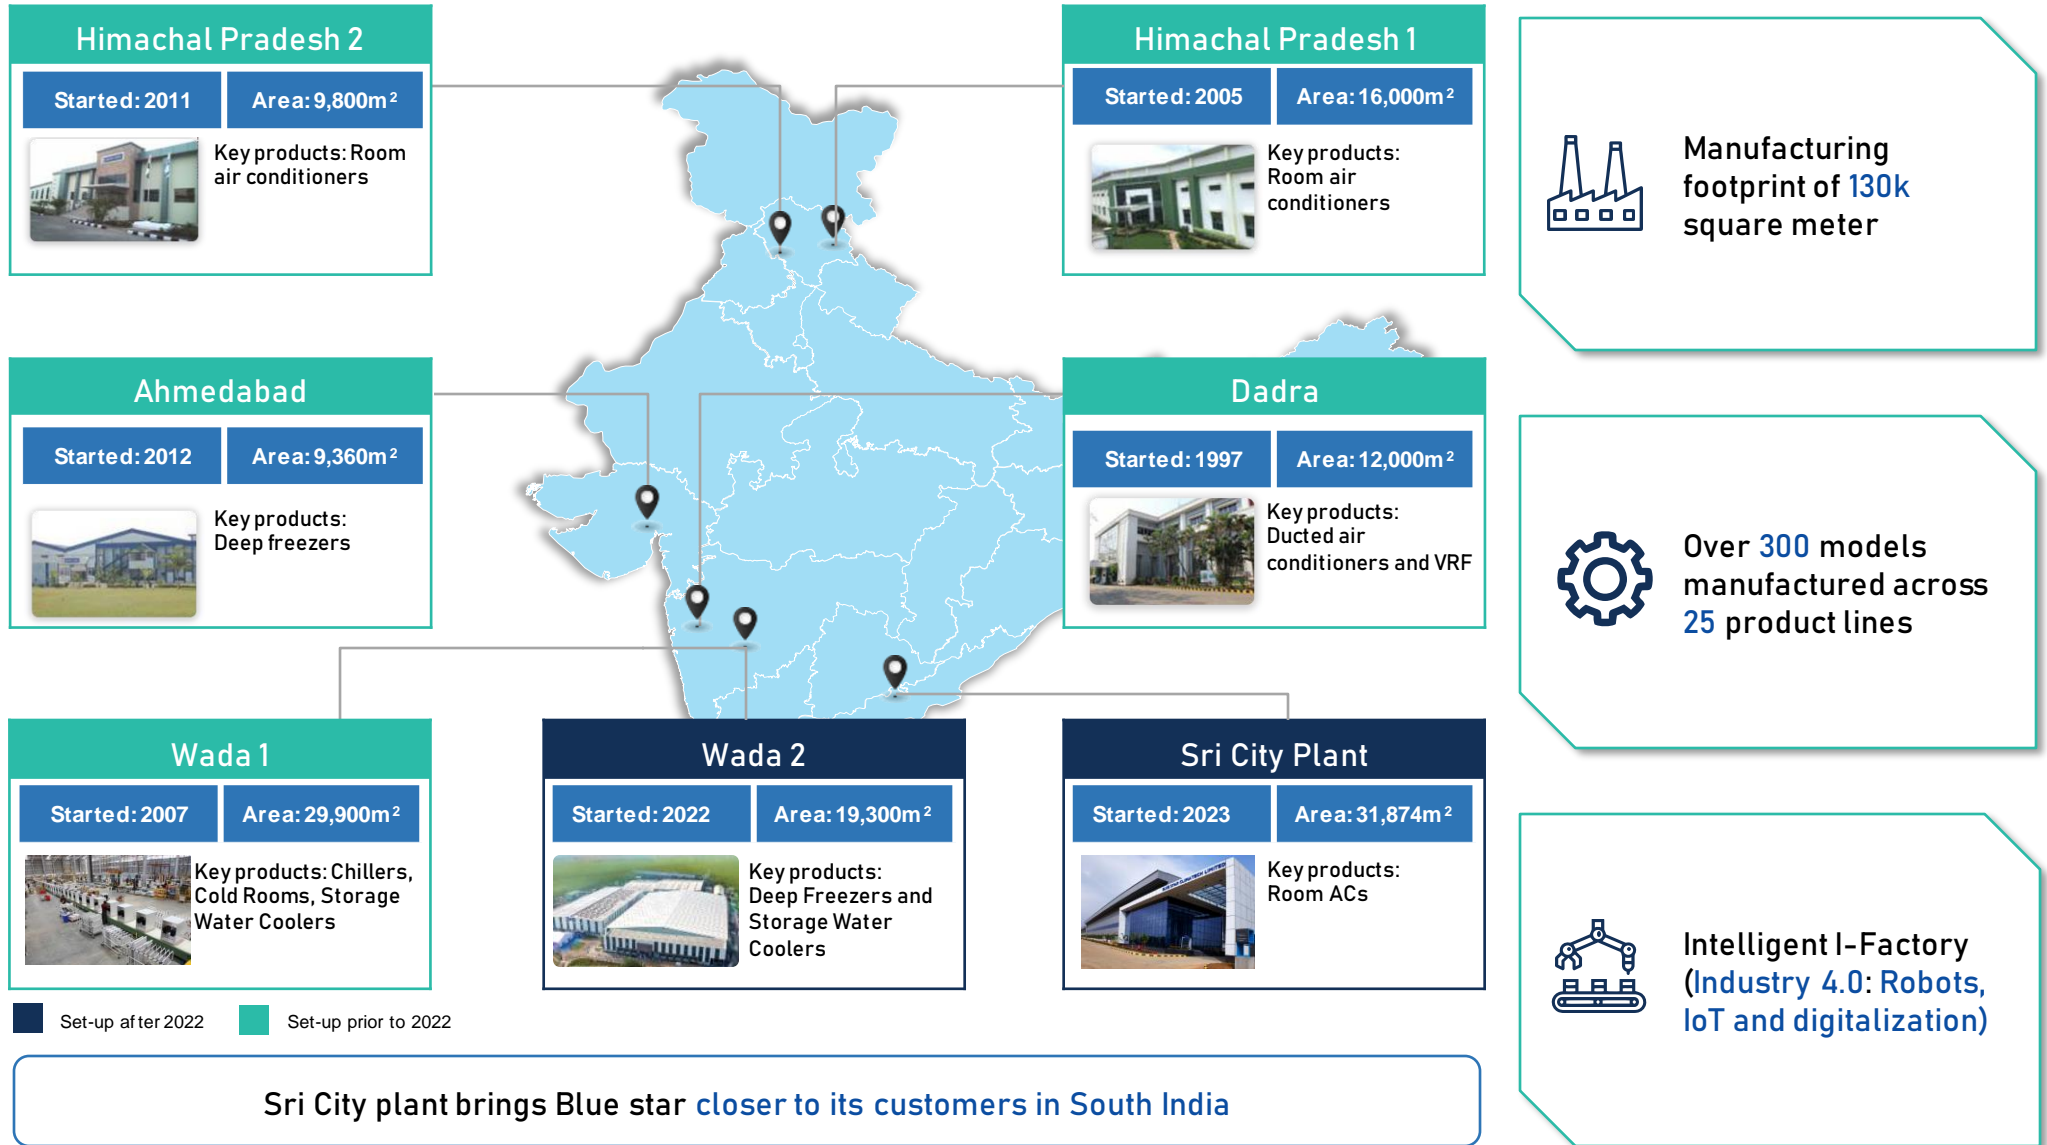 Himachal Pradesh 2
Started: 2011
Area: 9,800m²
Key products: Room
air conditioners
Himachal Pradesh 1
Started: 2005
Area: 16,000m²
Key products:
Room air
conditioners
Manufacturing
footprint of 130k
square meter
Ahmedabad
Started: 2012
Area: 9,360m²
Key products:
Deep freezers
Dadra
Started: 1997
Area: 12,000m²
Key products:
Ducted air
conditioners and VRF
Over 300 models
manufactured across
25 product lines
Wada 1
Started: 2007
Area: 29,900m²
Key products: Chillers,
Cold Rooms, Storage
Water Coolers
Wada 2
Started: 2022
Area: 19,300m²
Key products:
Deep Freezers and
Storage Water
Coolers
Sri City Plant
Started: 2023
Area: 31,874m²
BLUE STAR CLIMATECH LIMITED
Key products:
Room ACs
Intelligent I-Factory
(Industry 4.0: Robots,
IoT and digitalization)
Set-up after 2022
Set-up prior to 2022
Sri City plant brings Blue star closer to its customers in South India